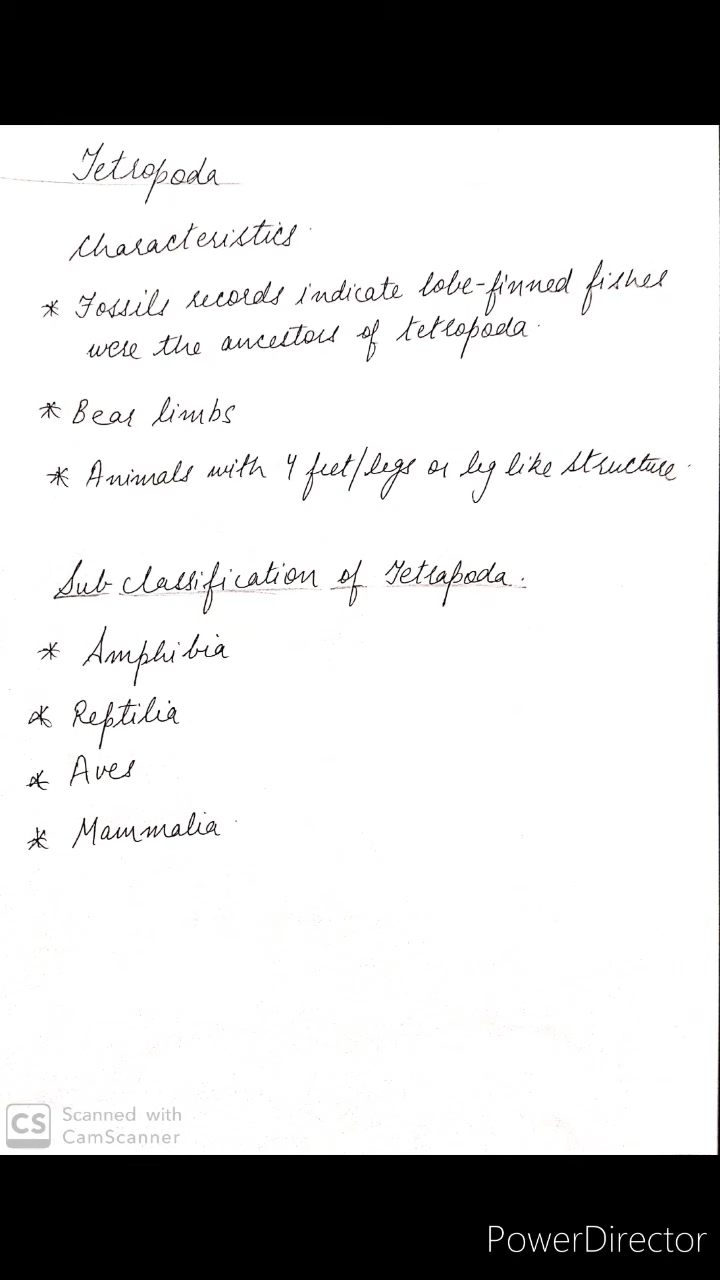 Tetropoda
Characteristics.
* Fossils records indicate lobe-finned fishes
were the ancestors of tetropoda.
* Bear limbs
* Animals with 4 feet/legs or leg like structure.
Sub classification of Tetrapoda.
* Amphibia
* Reptilia
* Aves
* Mammalia.
CS Scanned with
CamScanner
PowerDirector